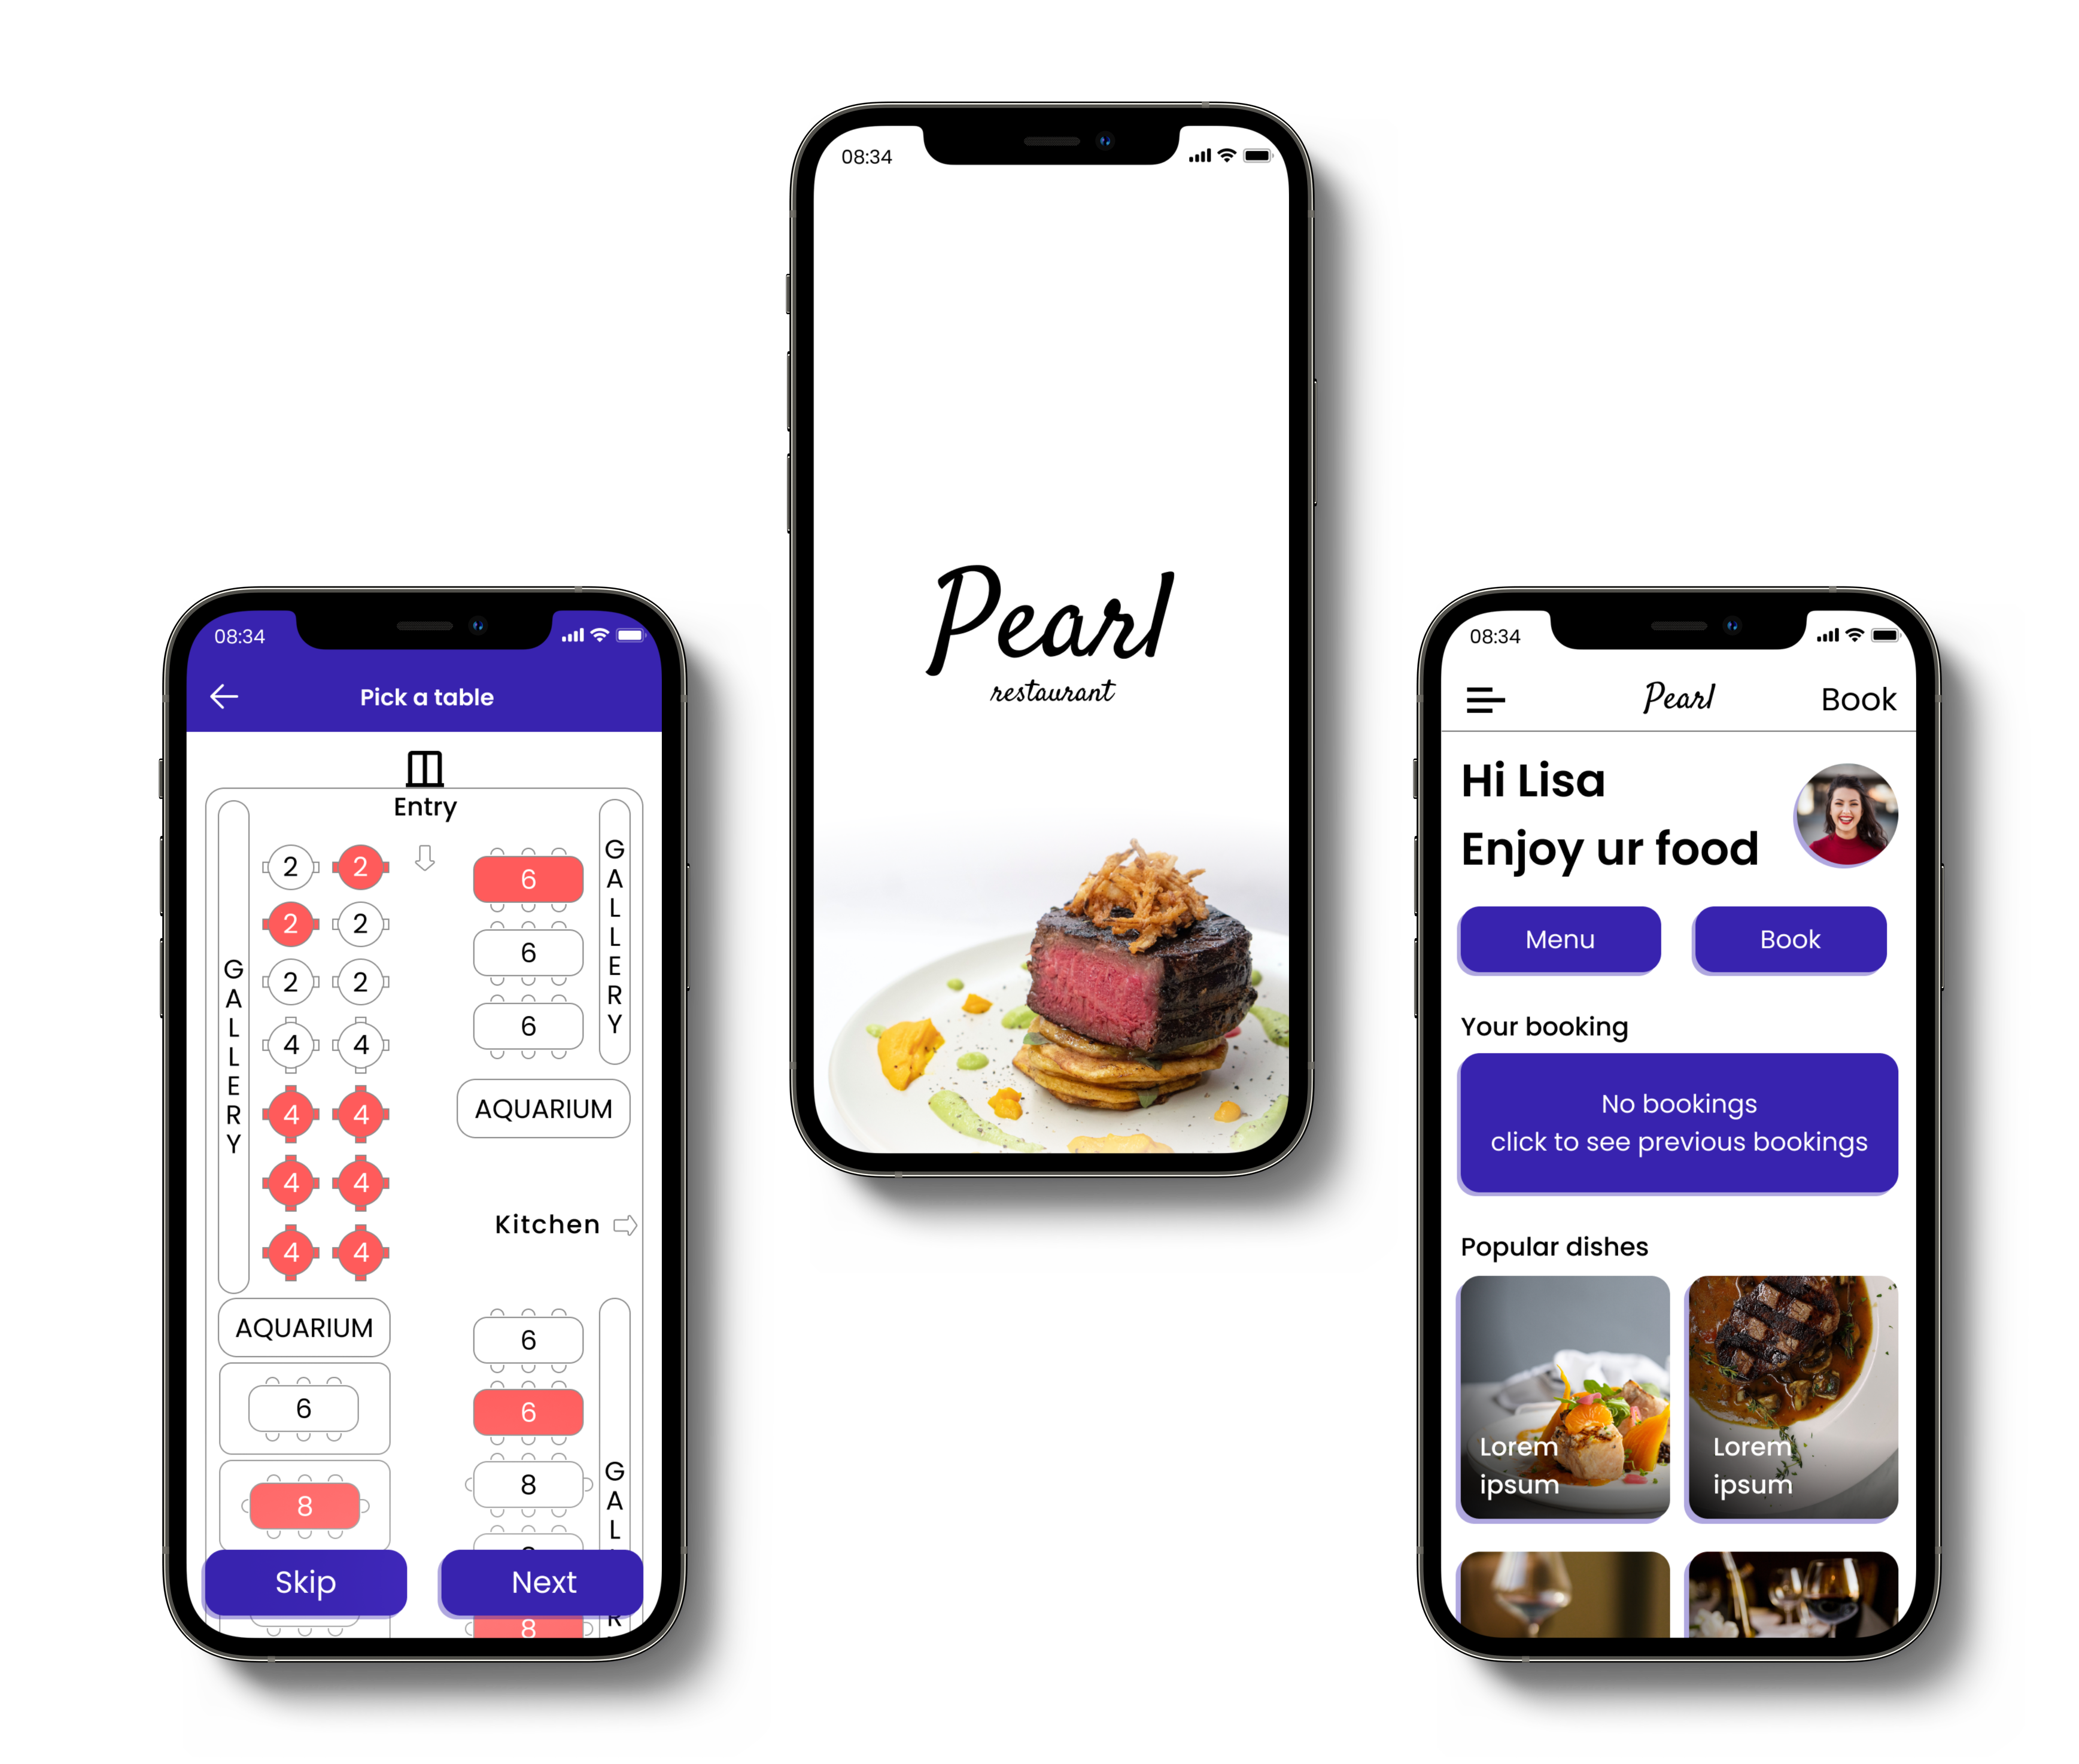 08:34
Pick a table
Entry
GALLERY
GALLERY
2
2
6
2
2
6
2
2
6
4
4
4
4
AQUARIUM
4
4
Kitchen
4
4
AQUARIUM
6
6
6
8
8
GAL
R
Skip
Next
8
08:34
Pearl
restaurant
08:34
Pearl
Book
Hi Lisa
Enjoy ur food
Menu
Book
Your booking
No bookings
click to see previous bookings
Popular dishes
Lorem
ipsum
Lorem
ipsum